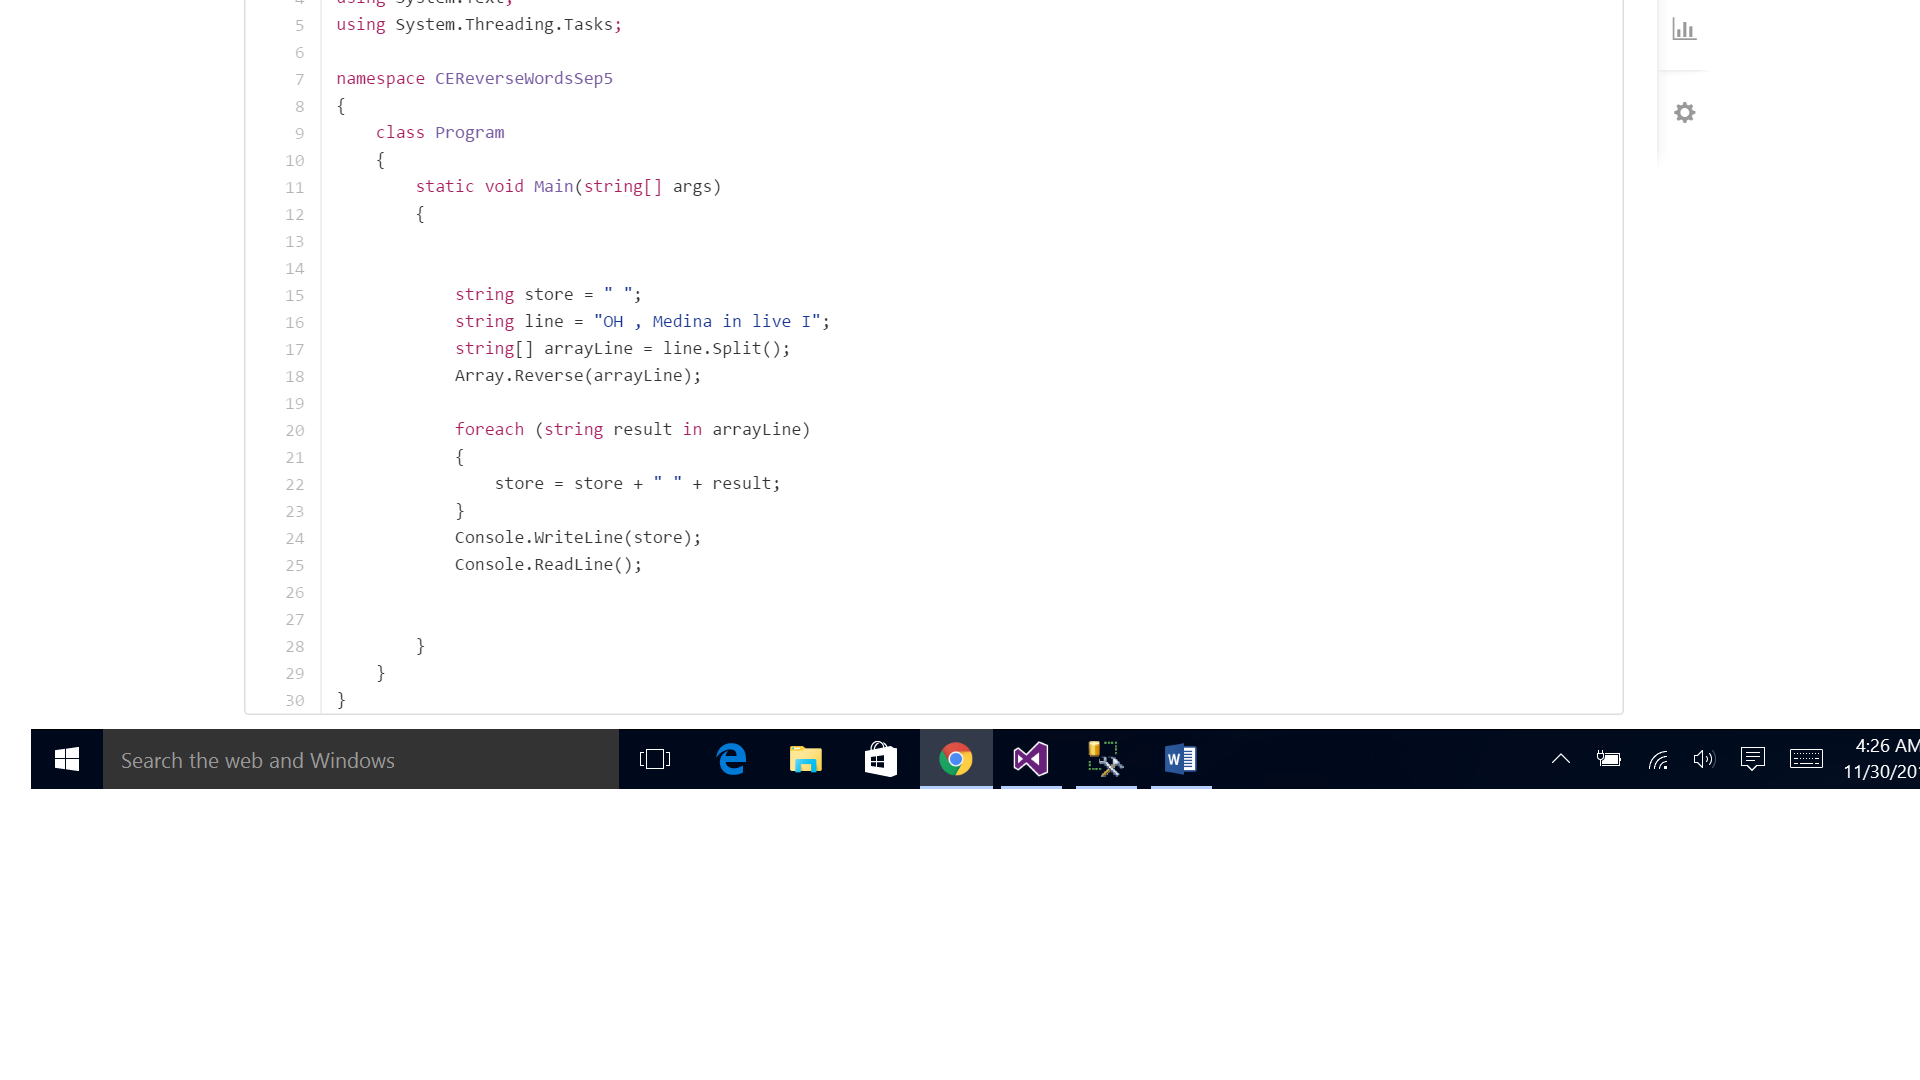 4 using System.Text;
5 using System.Threading.Tasks;
6
7 namespace CEReverseWordsSep5
8 {
9 class Program
10 {
11 static void Main(string[] args)
12 {
13
14
15 string store = " ";
16 string line = "OH , Medina in live I";
17 string[] arrayLine = line.Split();
18 Array.Reverse(arrayLine);
19
20 foreach (string result in arrayLine)
21 {
22 store = store + " " + result;
23 }
24 Console.WriteLine(store);
25 Console.ReadLine();
26
27
28 }
29 }
30 }
Search the web and Windows
4:26 AM
11/30/20